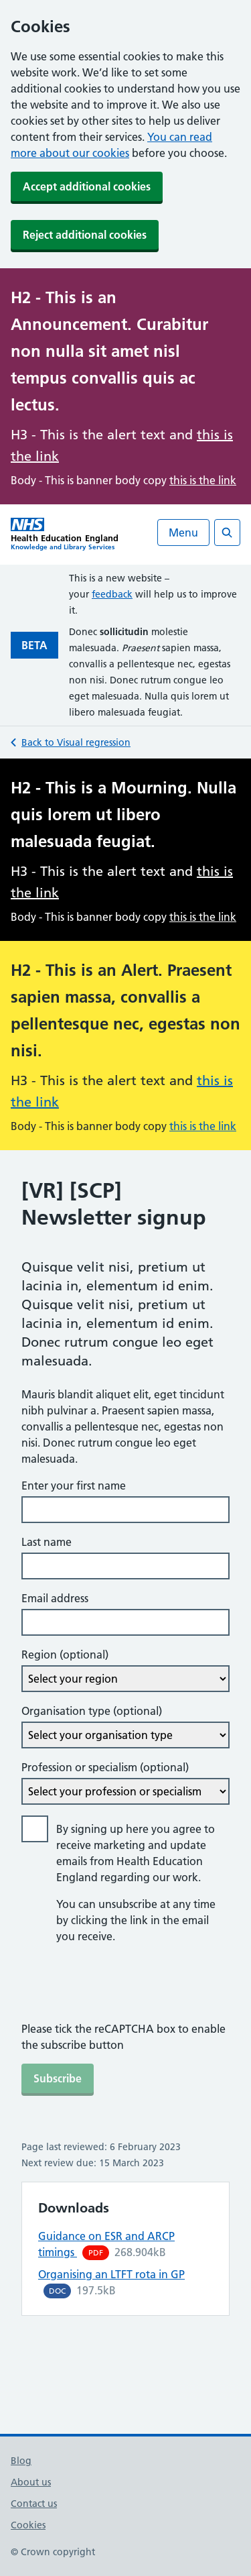 Cookies
We use some essential cookies to make this
website work. We’d like to set some
additional cookies to understand how you use
the website and to improve it. We also use
cookies set by other sites to help us deliver
content from their services. You can read
more about our cookies before you choose.
Accept additional cookies
Reject additional cookies
H2 - This is an
Announcement. Curabitur
non nulla sit amet nisl
tempus convallis quis ac
lectus.
H3 - This is the alert text and this is
the link
Body - This is banner body copy this is the link
NHS
Health Education England
Knowledge and Library Services
Menu
This is a new website –
your feedback will help us to improve
it.
BETA
Donec sollicitudin molestie
malesuada. Praesent sapien massa,
convallis a pellentesque nec, egestas
non nisi. Donec rutrum congue leo
eget malesuada. Nulla quis lorem ut
libero malesuada feugiat.
Back to Visual regression
H2 - This is a Mourning. Nulla
quis lorem ut libero
malesuada feugiat.
H3 - This is the alert text and this is
the link
Body - This is banner body copy this is the link
H2 - This is an Alert. Praesent
sapien massa, convallis a
pellentesque nec, egestas non
nisi.
H3 - This is the alert text and this is
the link
Body - This is banner body copy this is the link
[VR] [SCP]
Newsletter signup
Quisque velit nisi, pretium ut
lacinia in, elementum id enim.
Quisque velit nisi, pretium ut
lacinia in, elementum id enim.
Donec rutrum congue leo eget
malesuada.
Mauris blandit aliquet elit, eget tincidunt
nibh pulvinar a. Praesent sapien massa,
convallis a pellentesque nec, egestas non
nisi. Donec rutrum congue leo eget
malesuada.
Enter your first name
Last name
Email address
Region (optional)
Select your region
Organisation type (optional)
Select your organisation type
Profession or specialism (optional)
Select your profession or specialism
By signing up here you agree to
receive marketing and update
emails from Health Education
England regarding our work.
You can unsubscribe at any time
by clicking the link in the email
you receive.
Please tick the reCAPTCHA box to enable
the subscribe button
Subscribe
Page last reviewed: 6 February 2023
Next review due: 15 March 2023
Downloads
Guidance on ESR and ARCP
timings PDF 268.904kB
Organising an LTFT rota in GP
DOC 197.5kB
Blog
About us
Contact us
Cookies
© Crown copyright